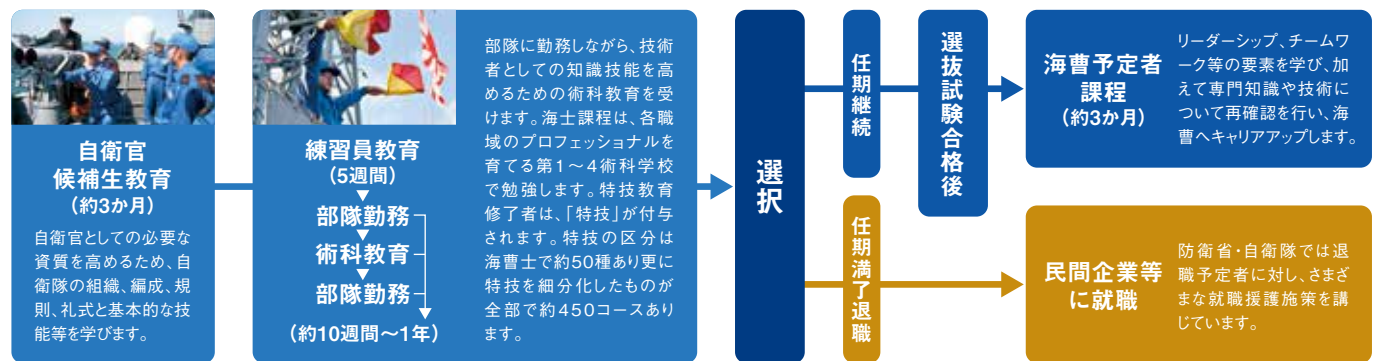 自衛官
候補生教育
(約3か月)
自衛官としての必要な
資質を高めるため、自
衛隊の組織、編成、規
則、礼式と基本的な技
能等を学びます。
練習員教育
(5週間)
部隊勤務
術科教育
部隊勤務
(約10週間〜1年)
部隊に勤務しながら、技術
者としての知識技能を高
めるための術科教育を受
けます。海士課程は、各職
域のプロフェッショナルを
育てる第1〜4術科学校
で勉強します。特技教育
修了者は、「特技」が付与
されます。特技の区分は
海曹士で約50種あり更に
特技を細分化したものが
全部で約450コースあり
ます。
選択
任期継続
選抜試験合格後
海曹予定者
課程
(約3か月)
リーダーシップ、チームワ
ーク等の要素を学び、加
えて専門知識や技術に
ついて再確認を行い、海
曹へキャリアアップします。
任期満了退職
民間企業等
に就職
防衛省・自衛隊では退
職予定者に対し、さまざ
まな就職援護施策を講
じています。